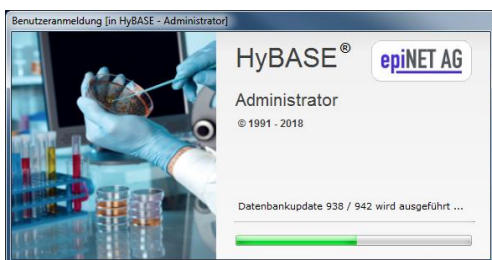 Benutzeranmeldung [in HyBASE - Administrator]
HyBASE®
epiNET AG
Administrator
© 1991 - 2018
Datenbankupdate 938 / 942 wird ausgeführt ...